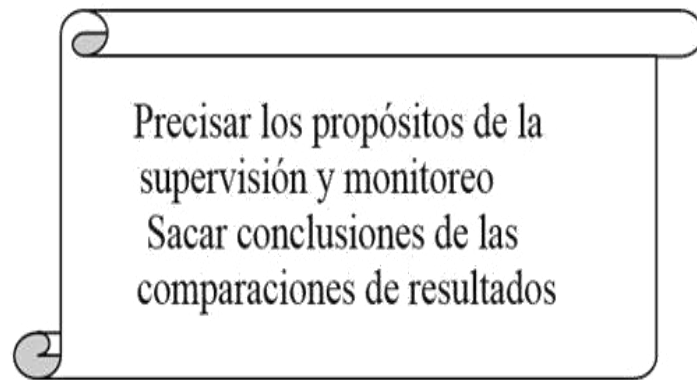 Precisar los propósitos de la
supervisión y monitoreo
Sacar conclusiones de las
comparaciones de resultados